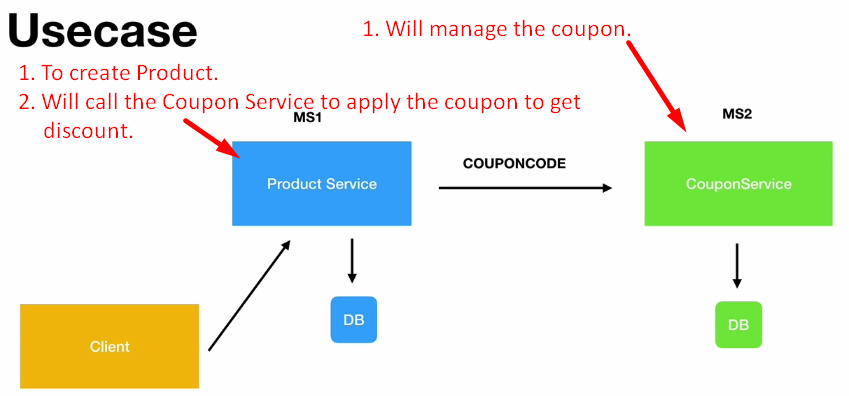 Usecase
1. Will manage the coupon.
1. To create Product.
2. Will call the Coupon Service to apply the coupon to get
discount.
MS1
MS2
COUPONCODE
Product Service
CouponService
DB
DB
Client